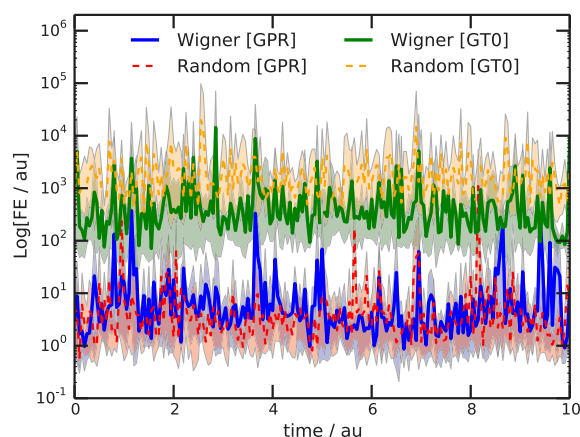 Wigner [GPR] Wigner [GT0]
Random [GPR] Random [GT0]
Log[FE / au]
10^6
10^5
10^4
10^3
10^2
10^1
10^0
10^-1
0 2 4 6 8 10
time / au